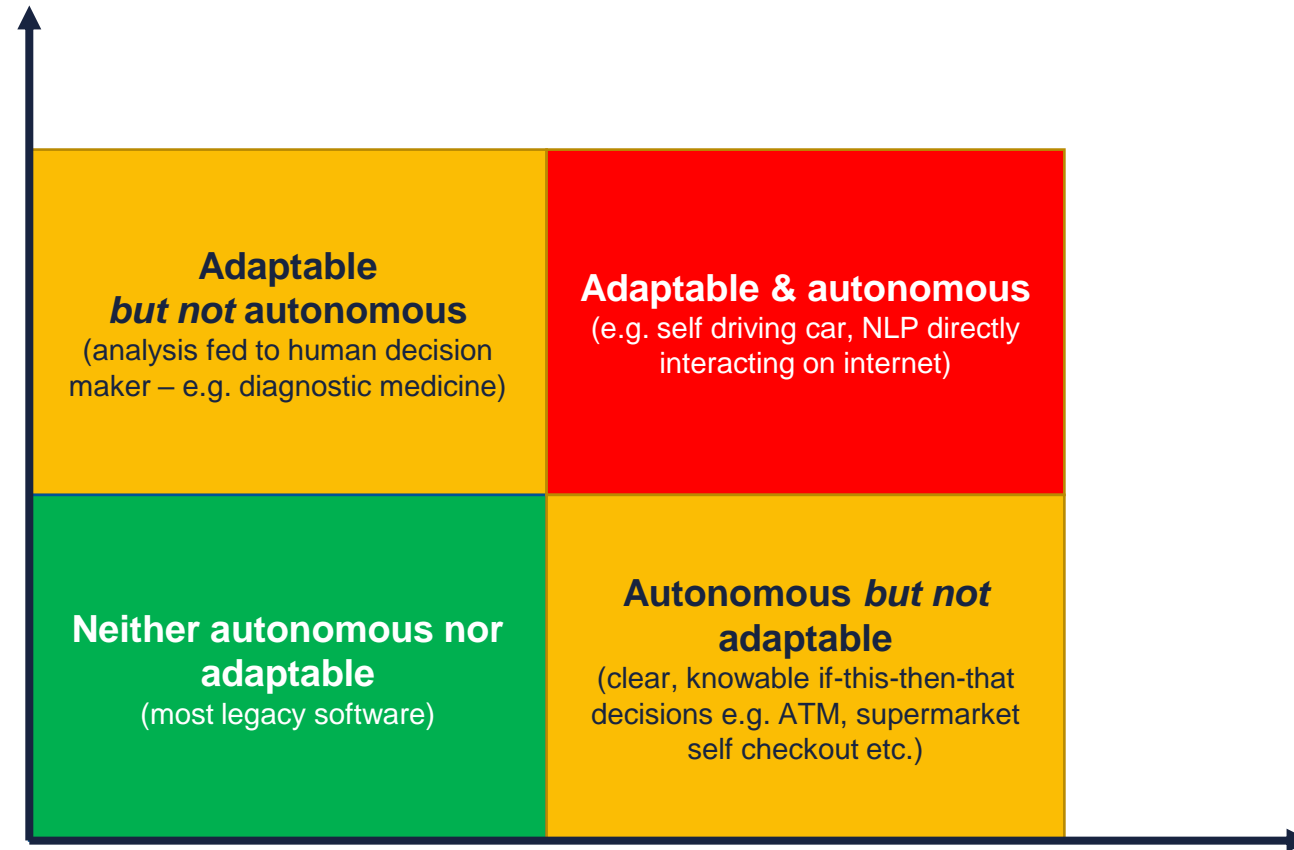 Adaptable
but not autonomous
(analysis fed to human decision
maker – e.g. diagnostic medicine)
Adaptable & autonomous
(e.g. self driving car, NLP directly
interacting on internet)
Neither autonomous nor
adaptable
(most legacy software)
Autonomous but not
adaptable
(clear, knowable if-this-then-that
decisions e.g. ATM, supermarket
self checkout etc.)